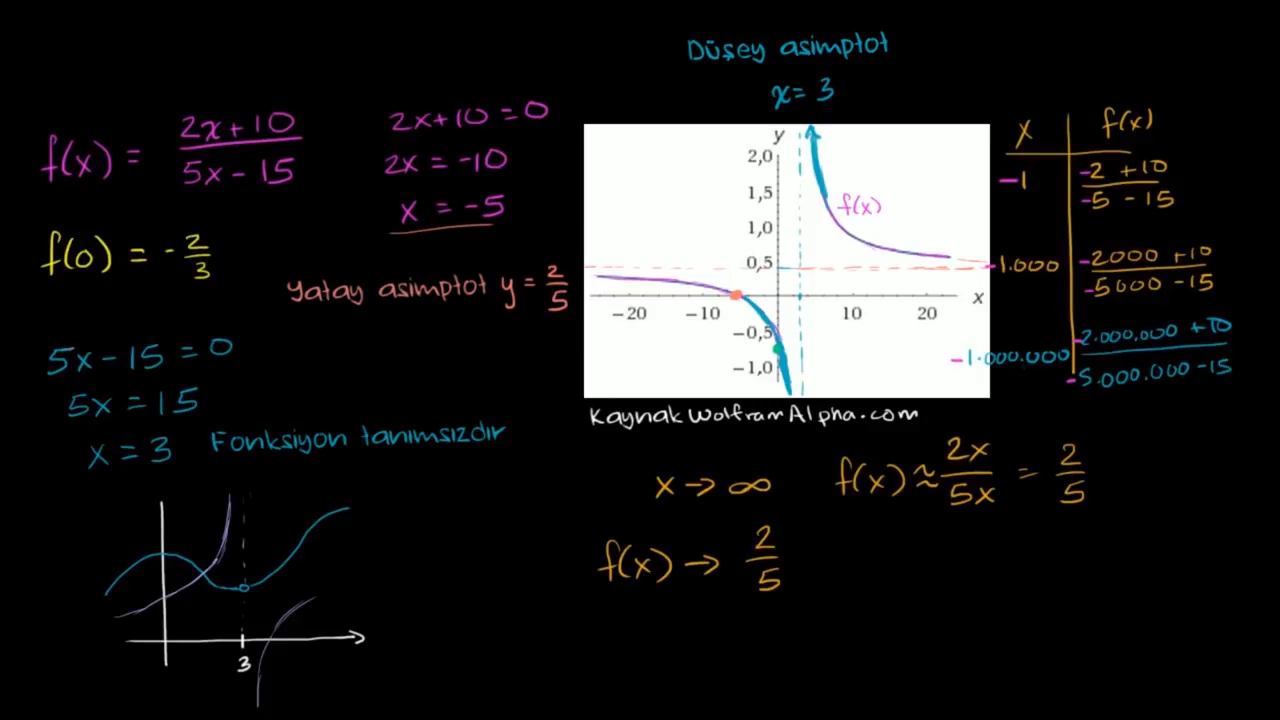 Düşey asimptot
x = 3
f(x) = 2x+10 / 5x-15
2x+10 = 0
2x = -10
x = -5
f(0) = - 2/3
Yatay asimptot y = 2/5
5x - 15 = 0
5x = 15
x = 3 Fonksiyon tanımsızdır
3
y
2,0
1,5
1,0
0,5
-0,5
-1,0
-20 -10 10 20 x
f(x)
Kaynak WolframAlpha.com
x f(x)
-1 -2 +10 / -5 - 15
-1.000 -2000 +10 / -5000 - 15
-1.000.000 -2.000.000 +10 / -5.000.000 - 15
x → ∞ f(x) ≈ 2x/5x = 2/5
f(x) → 2/5